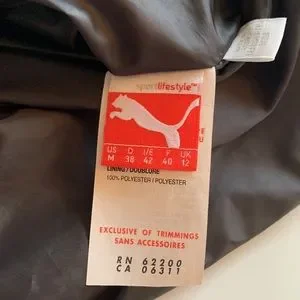 sportlifestyle™
US D I/E F UK
M 38 42 40 12
LINING / DOUBLURE
100% POLYESTER / POLYESTER
EXCLUSIVE OF TRIMMINGS
SANS ACCESSOIRES
RN 62200
CA 06311